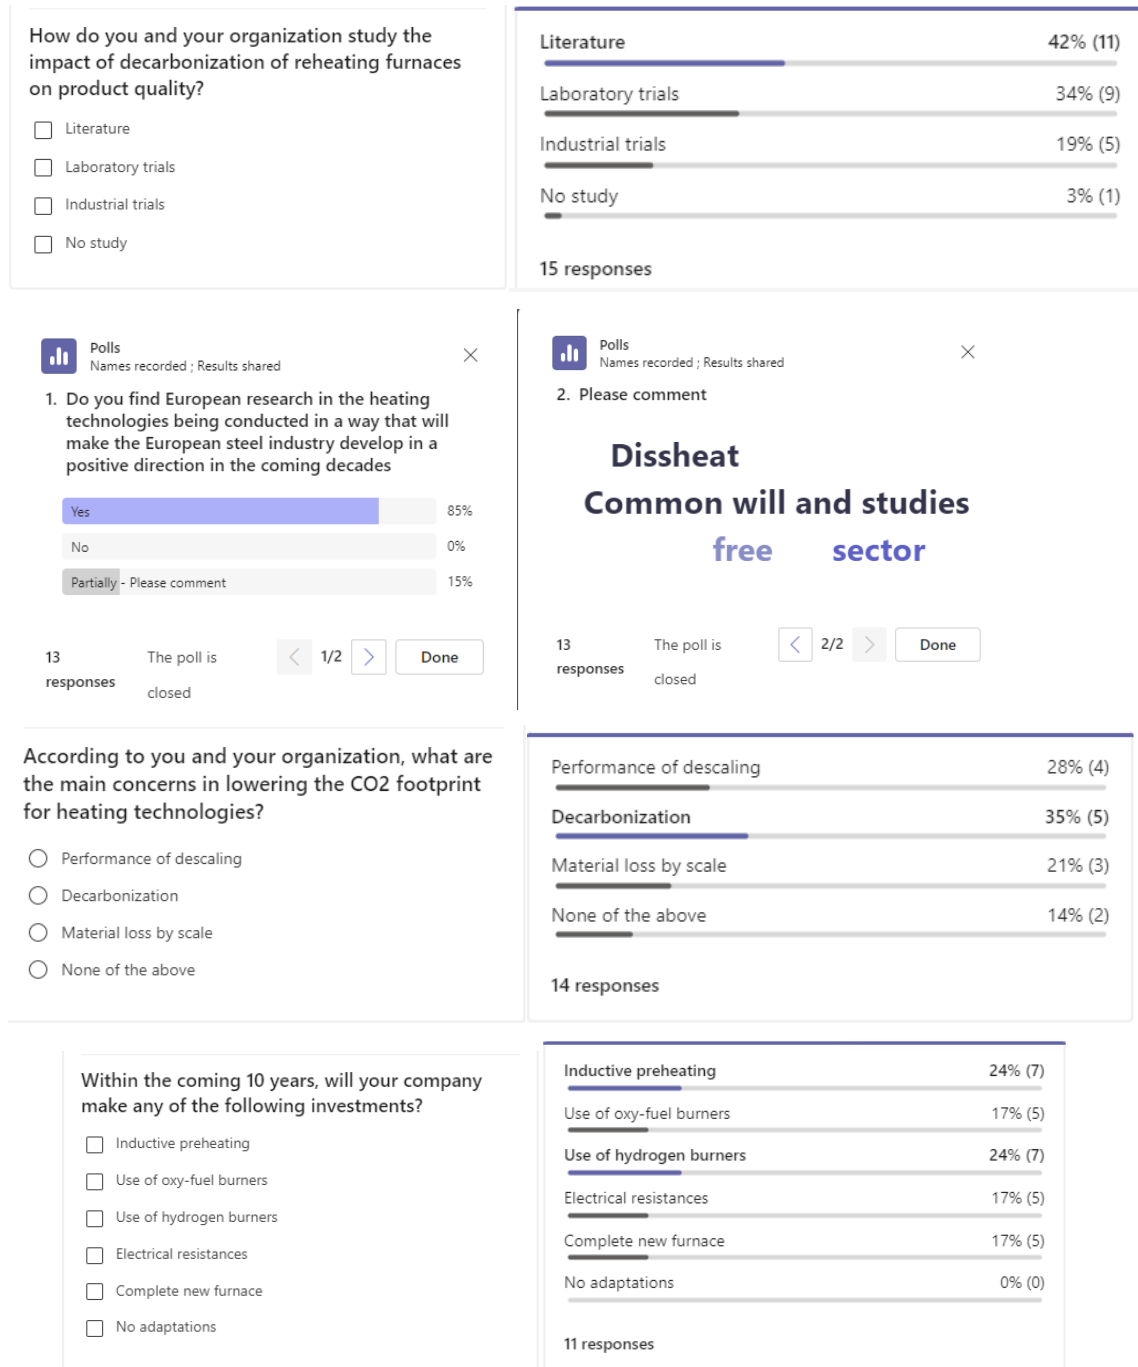 How do you and your organization study the
impact of decarbonization of reheating furnaces
on product quality?
Literature
Laboratory trials
Industrial trials
No study
Literature 42% (11)
Laboratory trials 34% (9)
Industrial trials 19% (5)
No study 3% (1)
15 responses
Polls
Names recorded ; Results shared
1. Do you find European research in the heating
technologies being conducted in a way that will
make the European steel industry develop in a
positive direction in the coming decades
Yes 85%
No 0%
Partially - Please comment 15%
13
responses
The poll is
closed
1/2
Done
Polls
Names recorded ; Results shared
2. Please comment
Dissheat
Common will and studies
free sector
13
responses
The poll is
closed
2/2
Done
According to you and your organization, what are
the main concerns in lowering the CO2 footprint
for heating technologies?
Performance of descaling
Decarbonization
Material loss by scale
None of the above
Performance of descaling 28% (4)
Decarbonization 35% (5)
Material loss by scale 21% (3)
None of the above 14% (2)
14 responses
Within the coming 10 years, will your company
make any of the following investments?
Inductive preheating
Use of oxy-fuel burners
Use of hydrogen burners
Electrical resistances
Complete new furnace
No adaptations
Inductive preheating 24% (7)
Use of oxy-fuel burners 17% (5)
Use of hydrogen burners 24% (7)
Electrical resistances 17% (5)
Complete new furnace 17% (5)
No adaptations 0% (0)
11 responses